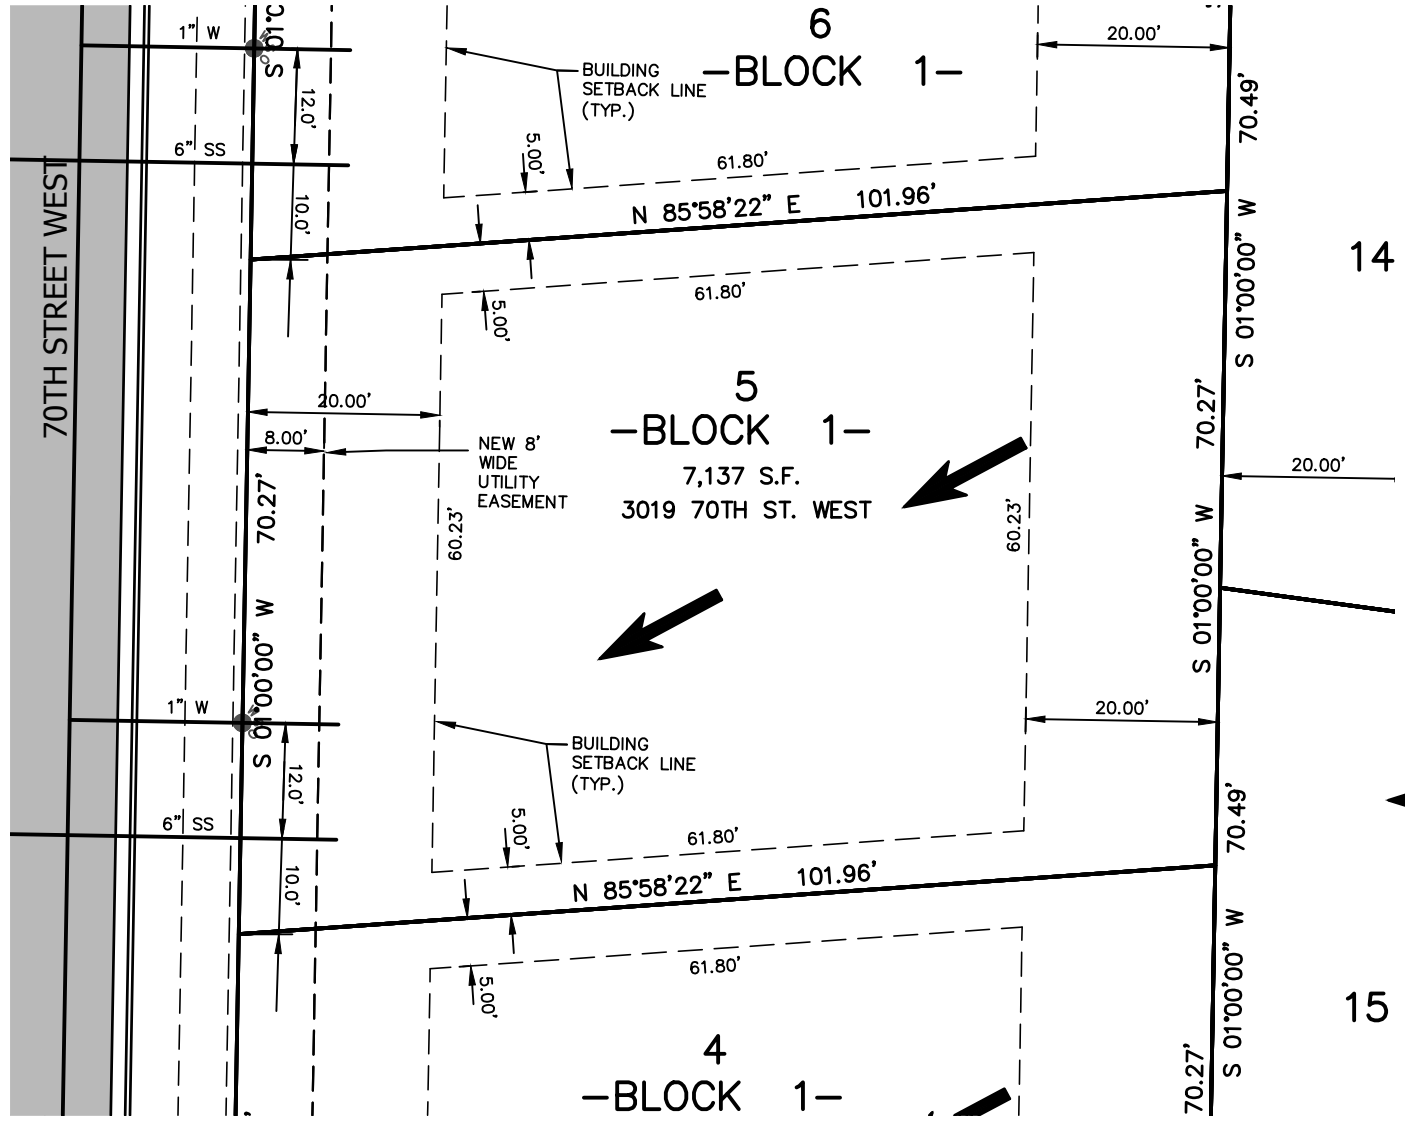 6
-BLOCK 1-
BUILDING
SETBACK LINE
(TYP.)
20.00'
1" W
12.0'
6" SS
10.0'
5.00'
61.80'
70.49'
N 85°58'22" E 101.96'
S 01°00'00" W
14
70TH STREET WEST
61.80'
5.00'
5
-BLOCK 1-
7,137 S.F.
3019 70TH ST. WEST
20.00'
8.00'
NEW 8'
WIDE
UTILITY
EASEMENT
60.23'
60.23'
S 01°00'00" W 70.27'
S 01°00'00" W 70.27'
20.00'
1" W
12.0'
6" SS
10.0'
BUILDING
SETBACK LINE
(TYP.)
20.00'
5.00'
61.80'
70.49'
N 85°58'22" E 101.96'
S 01°00'00" W
61.80'
5.00'
15
4
-BLOCK 1-
70.27'